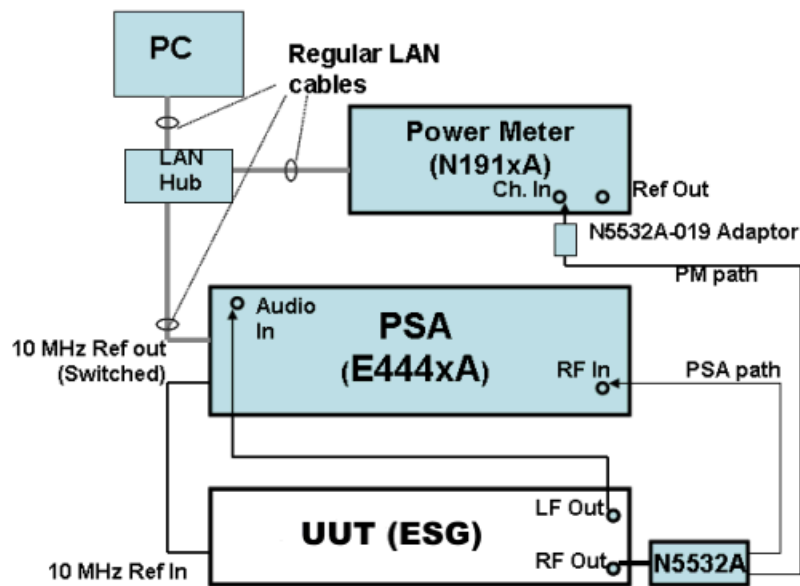 PC
Regular LAN
cables
LAN
Hub
Power Meter
(N191xA)
Ch. In
Ref Out
N5532A-019 Adaptor
PM path
Audio
In
PSA
(E444xA)
RF In
PSA path
10 MHz Ref out
(Switched)
LF Out
UUT (ESG)
RF Out
N5532A
10 MHz Ref In